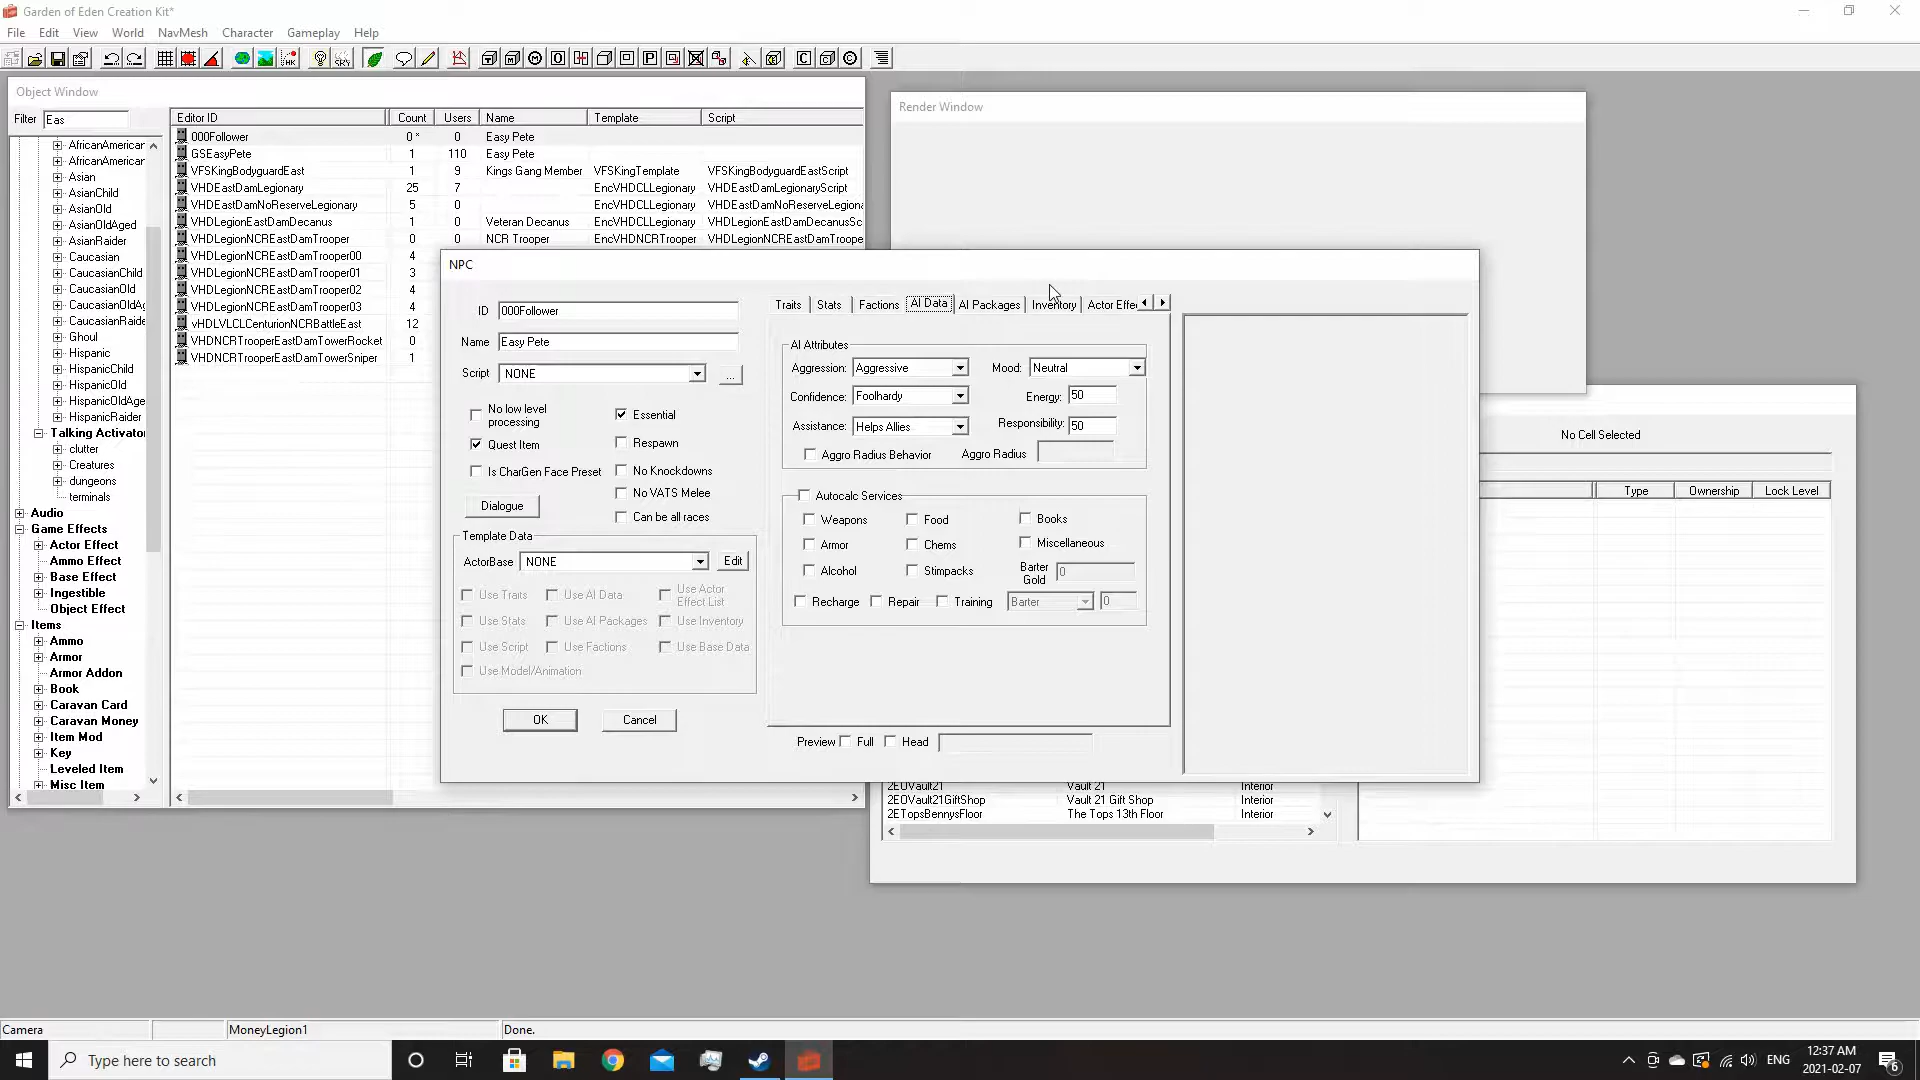 Garden of Eden Creation Kit*
File Edit View World NavMesh Character Gameplay Help
Object Window
Filter Eas
AfricanAmerican
AfricanAmerican
Asian
AsianChild
AsianOld
AsianOldAged
AsianRaider
Caucasian
CaucasianChild
CaucasianOld
CaucasianOldAg
CaucasianRaide
Ghoul
Hispanic
HispanicChild
HispanicOld
HispanicOldAge
HispanicRaider
Talking Activator
clutter
Creatures
dungeons
terminals
Audio
Game Effects
Actor Effect
Ammo Effect
Base Effect
Ingestible
Object Effect
Items
Ammo
Armor
Armor Addon
Book
Caravan Card
Caravan Money
Item Mod
Key
Leveled Item
Misc Item
Editor ID Count Users Name Template Script
000Follower 0 * 0 Easy Pete
GSEasyPete 1 110 Easy Pete
VFSKingBodyguardEast 1 9 Kings Gang Member VFSKingTemplate VFSKingBodyguardEastScript
VHDEastDamLegionary 25 7 EncVHDCLLegionary VHDEastDamLegionaryScript
VHDEastDamNoReserveLegionary 5 0 EncVHDCLLegionary VHDEastDamNoReserveLegiona
VHDLegionEastDamDecanus 1 0 Veteran Decanus EncVHDCLLegionary VHDLegionEastDamDecanusSc
VHDLegionNCREastDamTrooper 0 0 NCR Trooper EncVHDNCRTrooper VHDLegionNCREastDamTroope
VHDLegionNCREastDamTrooper00 4
VHDLegionNCREastDamTrooper01 3
VHDLegionNCREastDamTrooper02 4
VHDLegionNCREastDamTrooper03 4
vHDLVLCLCenturionNCRBattleEast 12
VHDNCRTrooperEastDamTowerRocket 0
VHDNCRTrooperEastDamTowerSniper 1
Render Window
NPC
ID 000Follower
Name Easy Pete
Script NONE ...
No low level processing
Essential
Quest Item
Respawn
Is CharGen Face Preset
No Knockdowns
No VATS Melee
Dialogue
Can be all races
Template Data
ActorBase NONE Edit
Use Traits Use AI Data Use Actor Effect List
Use Stats Use AI Packages Use Inventory
Use Script Use Factions Use Base Data
Use Model/Animation
OK Cancel
Traits Stats Factions AI Data AI Packages Inventory Actor Effe
AI Attributes
Aggression: Aggressive Mood: Neutral
Confidence: Foolhardy Energy: 50
Assistance: Helps Allies Responsibility: 50
Aggro Radius Behavior Aggro Radius
Autocalc Services
Weapons Food Books
Armor Chems Miscellaneous
Alcohol Stimpacks Barter Gold 0
Recharge Repair Training Barter 0
Preview Full Head
No Cell Selected
Type Ownership Lock Level
2EOVault21 Vault 21 Interior
2EOVault21GiftShop Vault 21 Gift Shop Interior
2ETopsBennysFloor The Tops 13th Floor Interior
Camera MoneyLegion1 Done.
Type here to search
ENG
12:37 AM
2021-02-07
6